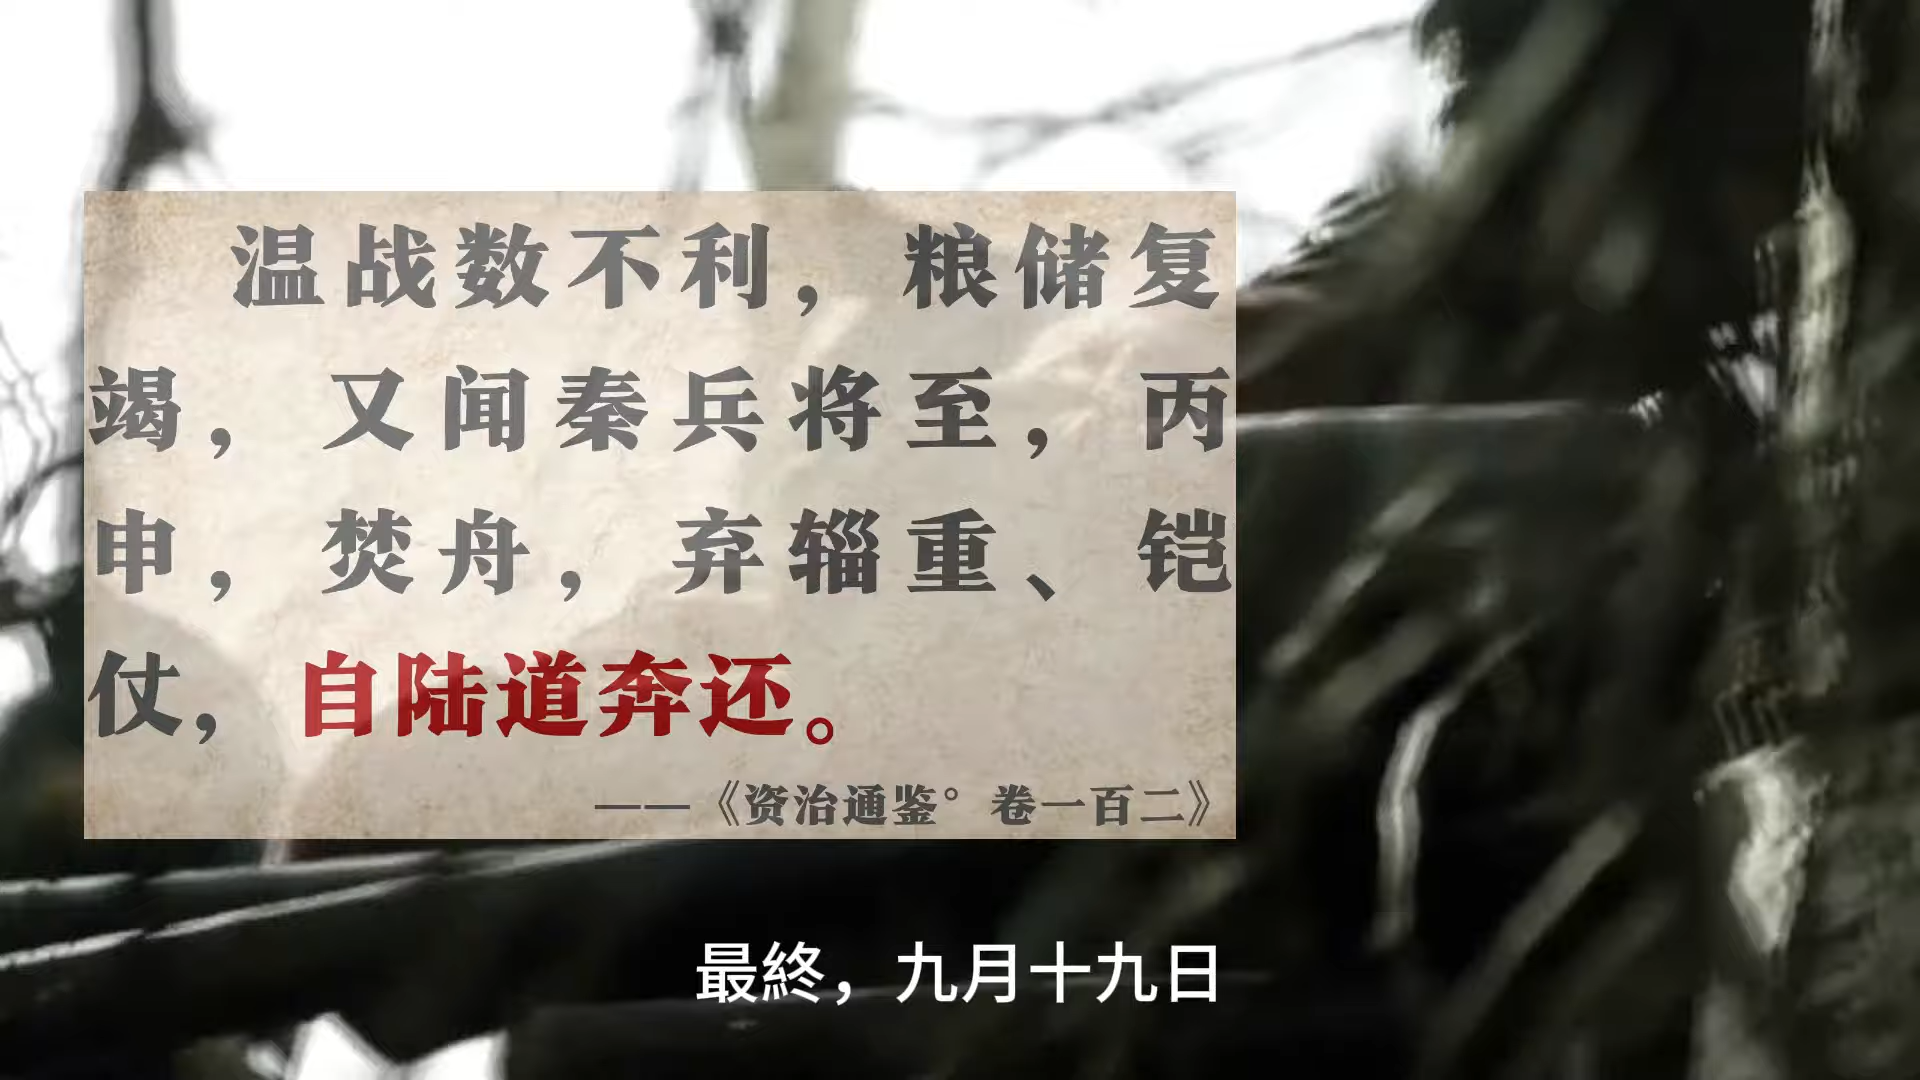 温战数不利，粮储复
竭，又闻秦兵将至，丙
申，焚舟，弃辎重、铠
仗，自陆道奔还。
——《资治通鉴°卷一百二》
最終，九月十九日